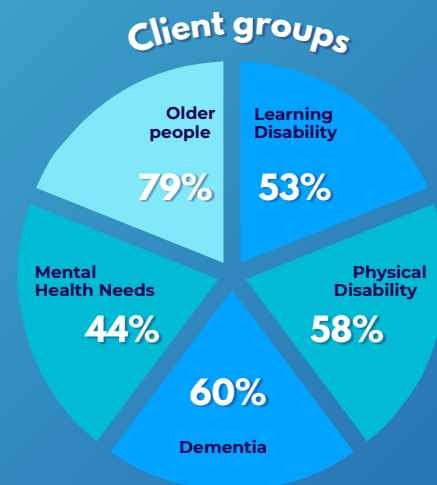 Client groups
Older
people
79%
Learning
Disability
53%
Mental
Health Needs
44%
Physical
Disability
58%
60%
Dementia